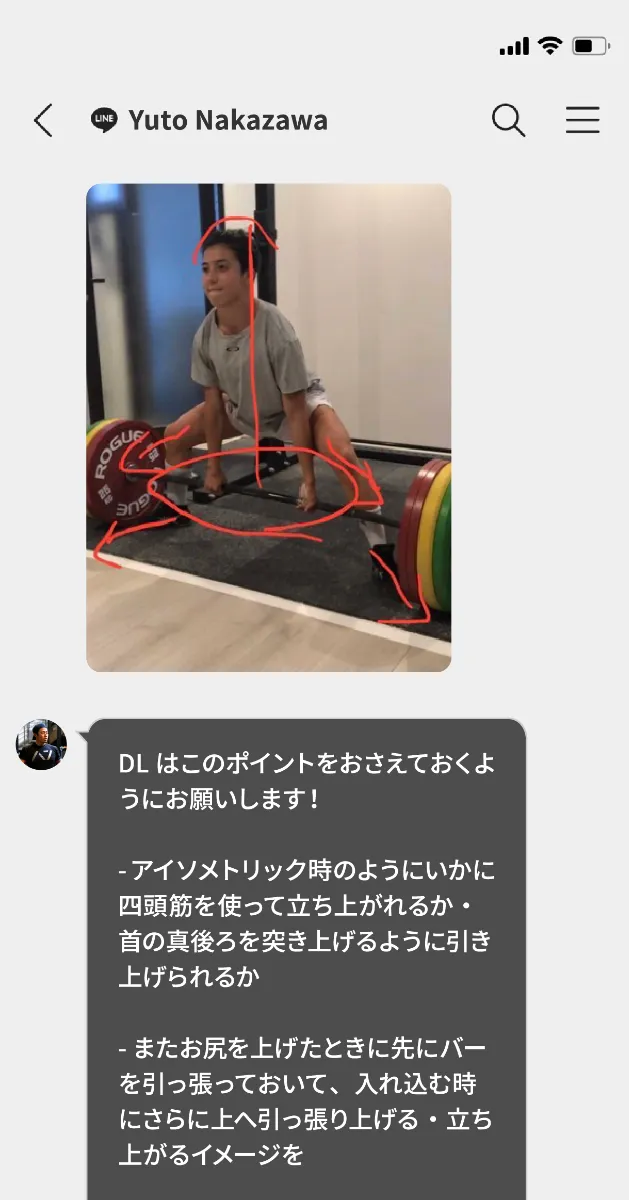 LINE Yuto Nakazawa
ROGUE
25
OGUE
DL はこのポイントをおさえておくよ
うにお願いします！
- アイソメトリック時のようにいかに
四頭筋を使って立ち上がれるか・
首の真後ろを突き上げるように引き
上げられるか
- またお尻を上げたときに先にバー
を引っ張っておいて、入れ込む時
にさらに上へ引っ張り上げる・立ち
上がるイメージを